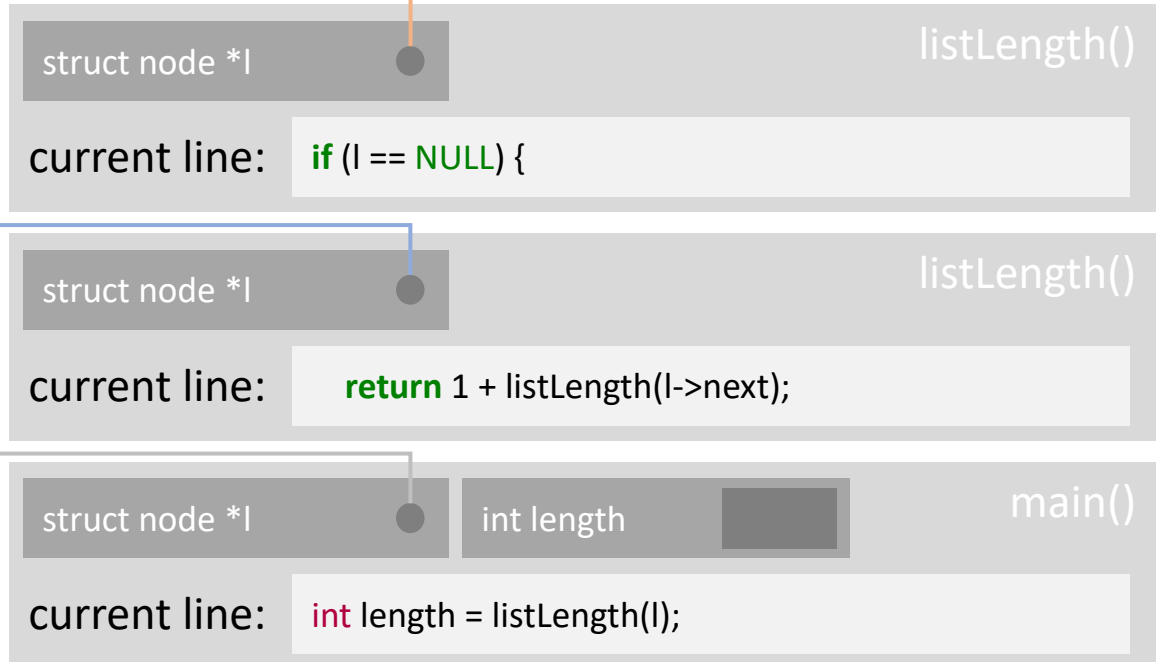 struct node *l listLength()
current line: if (l == NULL) {
struct node *l listLength()
current line: return 1 + listLength(l->next);
struct node *l int length main()
current line: int length = listLength(l);